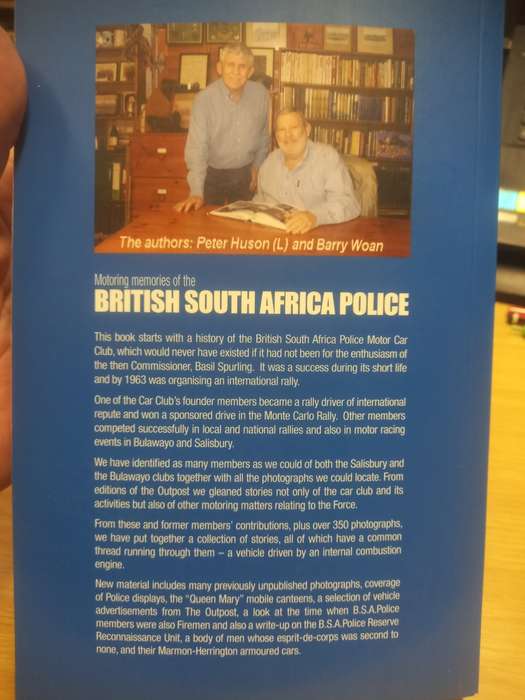 The authors: Peter Huson (L) and Barry Woan
Motoring memories of the
BRITISH SOUTH AFRICA POLICE
This book starts with a history of the British South Africa Police Motor Car
Club, which would never have existed if it had not been for the enthusiasm of
the then Commissioner, Basil Spurling. It was a success during its short life
and by 1963 was organising an international rally.
One of the Car Club's founder members became a rally driver of international
repute and won a sponsored drive in the Monte Carlo Rally. Other members
competed successfully in local and national rallies and also in motor racing
events in Bulawayo and Salisbury.
We have identified as many members as we could of both the Salisbury and
the Bulawayo clubs together with all the photographs we could locate. From
editions of the Outpost we gleaned stories not only of the car club and its
activities but also of other motoring matters relating to the Force.
From these and former members' contributions, plus over 350 photographs,
we have put together a collection of stories, all of which have a common
thread running through them – a vehicle driven by an internal combustion
engine.
New material includes many previously unpublished photographs, coverage
of Police displays, the "Queen Mary" mobile canteens, a selection of vehicle
advertisements from The Outpost, a look at the time when B.S.A.Police
members were also Firemen and also a write-up on the B.S.A.Police Reserve
Reconnaissance Unit, a body of men whose esprit-de-corps was second to
none, and their Marmon-Herrington armoured cars.